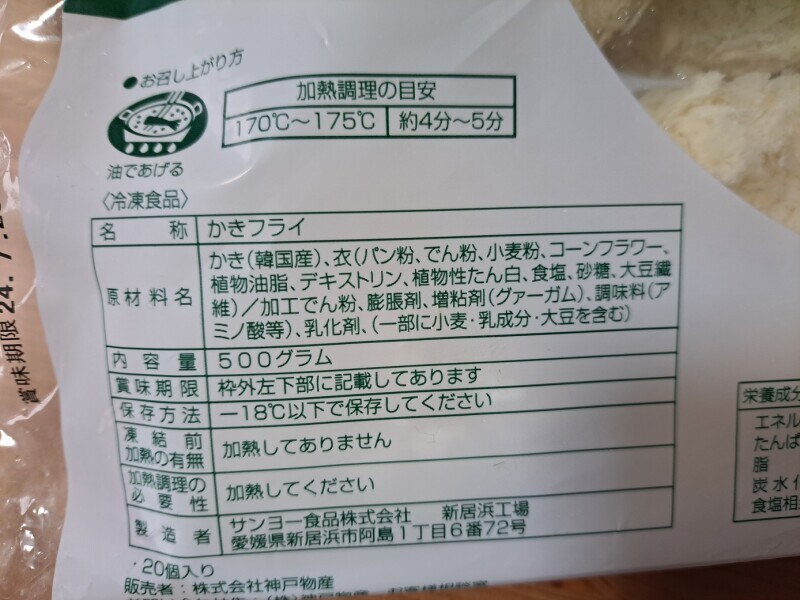 ●お召し上がり方
油であげる
加熱調理の目安
170℃～175℃ 約4分～5分
〈冷凍食品〉
名称 かきフライ
原材料名 かき(韓国産)、衣(パン粉、でん粉、小麦粉、コーンフラワー、
植物油脂、デキストリン、植物性たん白、食塩、砂糖、大豆繊
維)／加工でん粉、膨脹剤、増粘剤(グァーガム)、調味料(ア
ミノ酸等)、乳化剤、(一部に小麦・乳成分・大豆を含む)
内容量 500グラム
賞味期限 枠外左下部に記載してあります
保存方法 －18℃以下で保存してください
凍結前
加熱の有無 加熱してありません
加熱調理の
必要性 加熱してください
製造者 サンヨー食品株式会社 新居浜工場
愛媛県新居浜市阿島1丁目6番72号
・20個入り
販売者：株式会社神戸物産
賞味期限 24.
栄養成分
エネル
たんぱ
脂
炭水化
食塩相